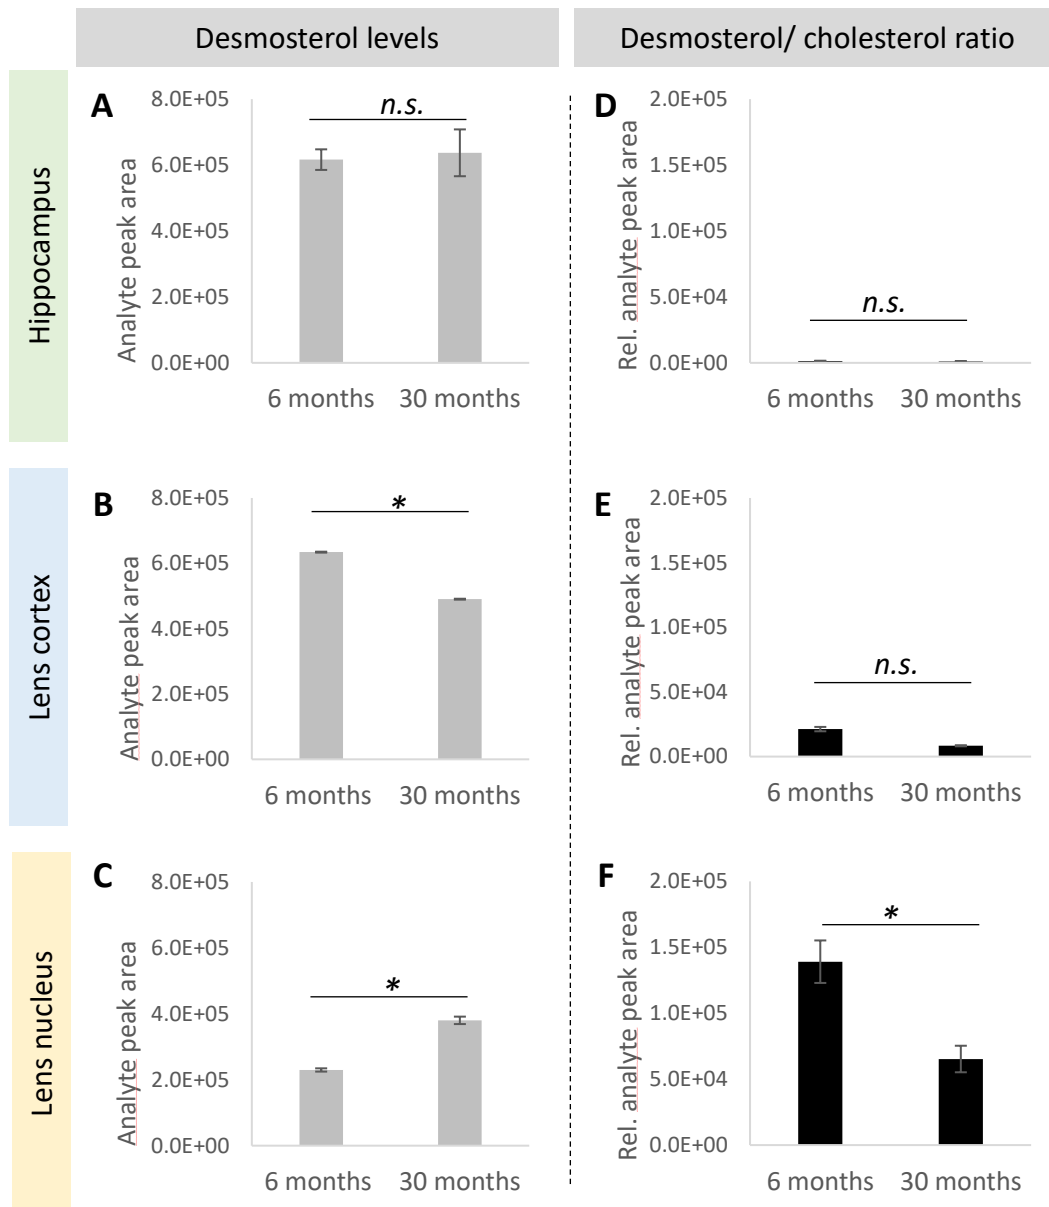 Desmosterol levels
Desmosterol/ cholesterol ratio
Hippocampus
A
Analyte peak area
8.0E+05
6.0E+05
4.0E+05
2.0E+05
0.0E+00
n.s.
6 months
30 months
D
Rel. analyte peak area
2.0E+05
1.5E+05
1.0E+05
5.0E+04
0.0E+00
n.s.
6 months
30 months
Lens cortex
B
Analyte peak area
8.0E+05
6.0E+05
4.0E+05
2.0E+05
0.0E+00
*
6 months
30 months
E
Rel. analyte peak area
2.0E+05
1.5E+05
1.0E+05
5.0E+04
0.0E+00
n.s.
6 months
30 months
Lens nucleus
C
Analyte peak area
8.0E+05
6.0E+05
4.0E+05
2.0E+05
0.0E+00
*
6 months
30 months
F
Rel. analyte peak area
2.0E+05
1.5E+05
1.0E+05
5.0E+04
0.0E+00
*
6 months
30 months